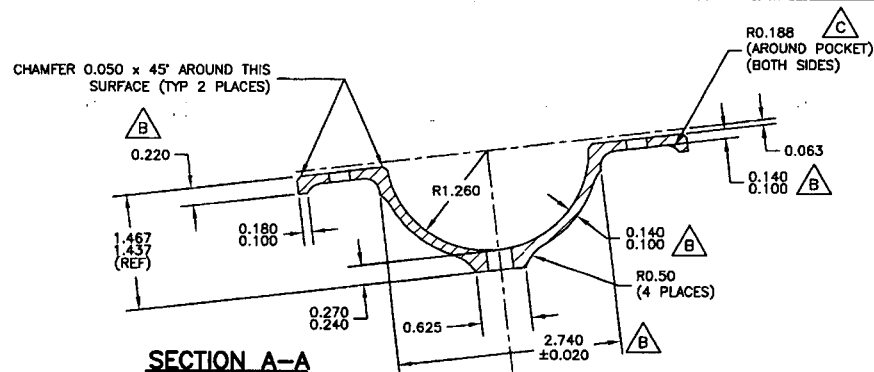 R0.188
(AROUND POCKET)
(BOTH SIDES)
C
CHAMFER 0.050 x 45° AROUND THIS
SURFACE (TYP 2 PLACES)
B
0.220
0.063
R1.260
0.140
0.100
B
0.180
0.100
0.140
0.100
B
1.467
1.437
(REF)
R0.50
(4 PLACES)
0.270
0.240
0.625
2.740
±0.020
B
SECTION A-A